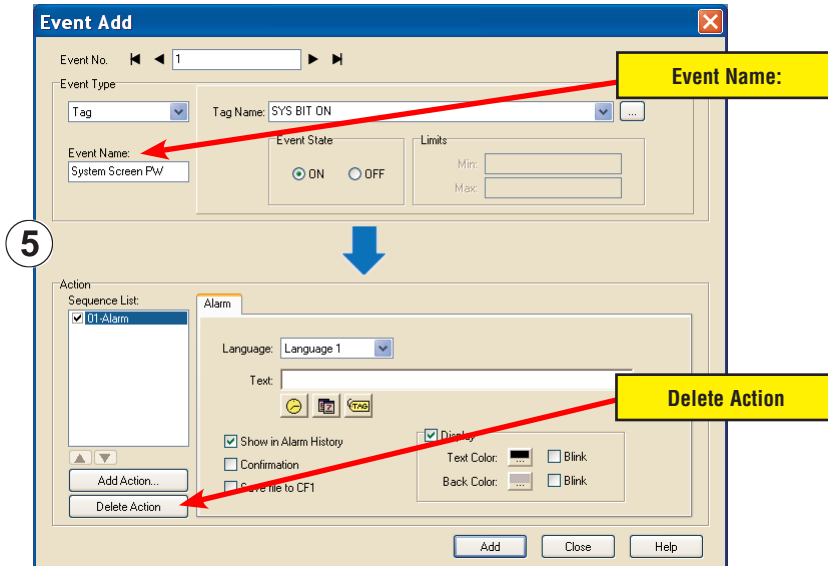 Event Add
Event No. 1
Event Name:
Event Type
Tag
Tag Name: SYS BIT ON ...
Event Name:
System Screen PW
Event State
ON OFF
Limits
Min:
Max:
5
Action
Sequence List:
01-Alarm
Alarm
Language: Language 1
Text:
TAG
Delete Action
Show in Alarm History
Confirmation
Save file to CF1
Display
Text Color: ... Blink
Back Color: ... Blink
Add Action...
Delete Action
Add Close Help